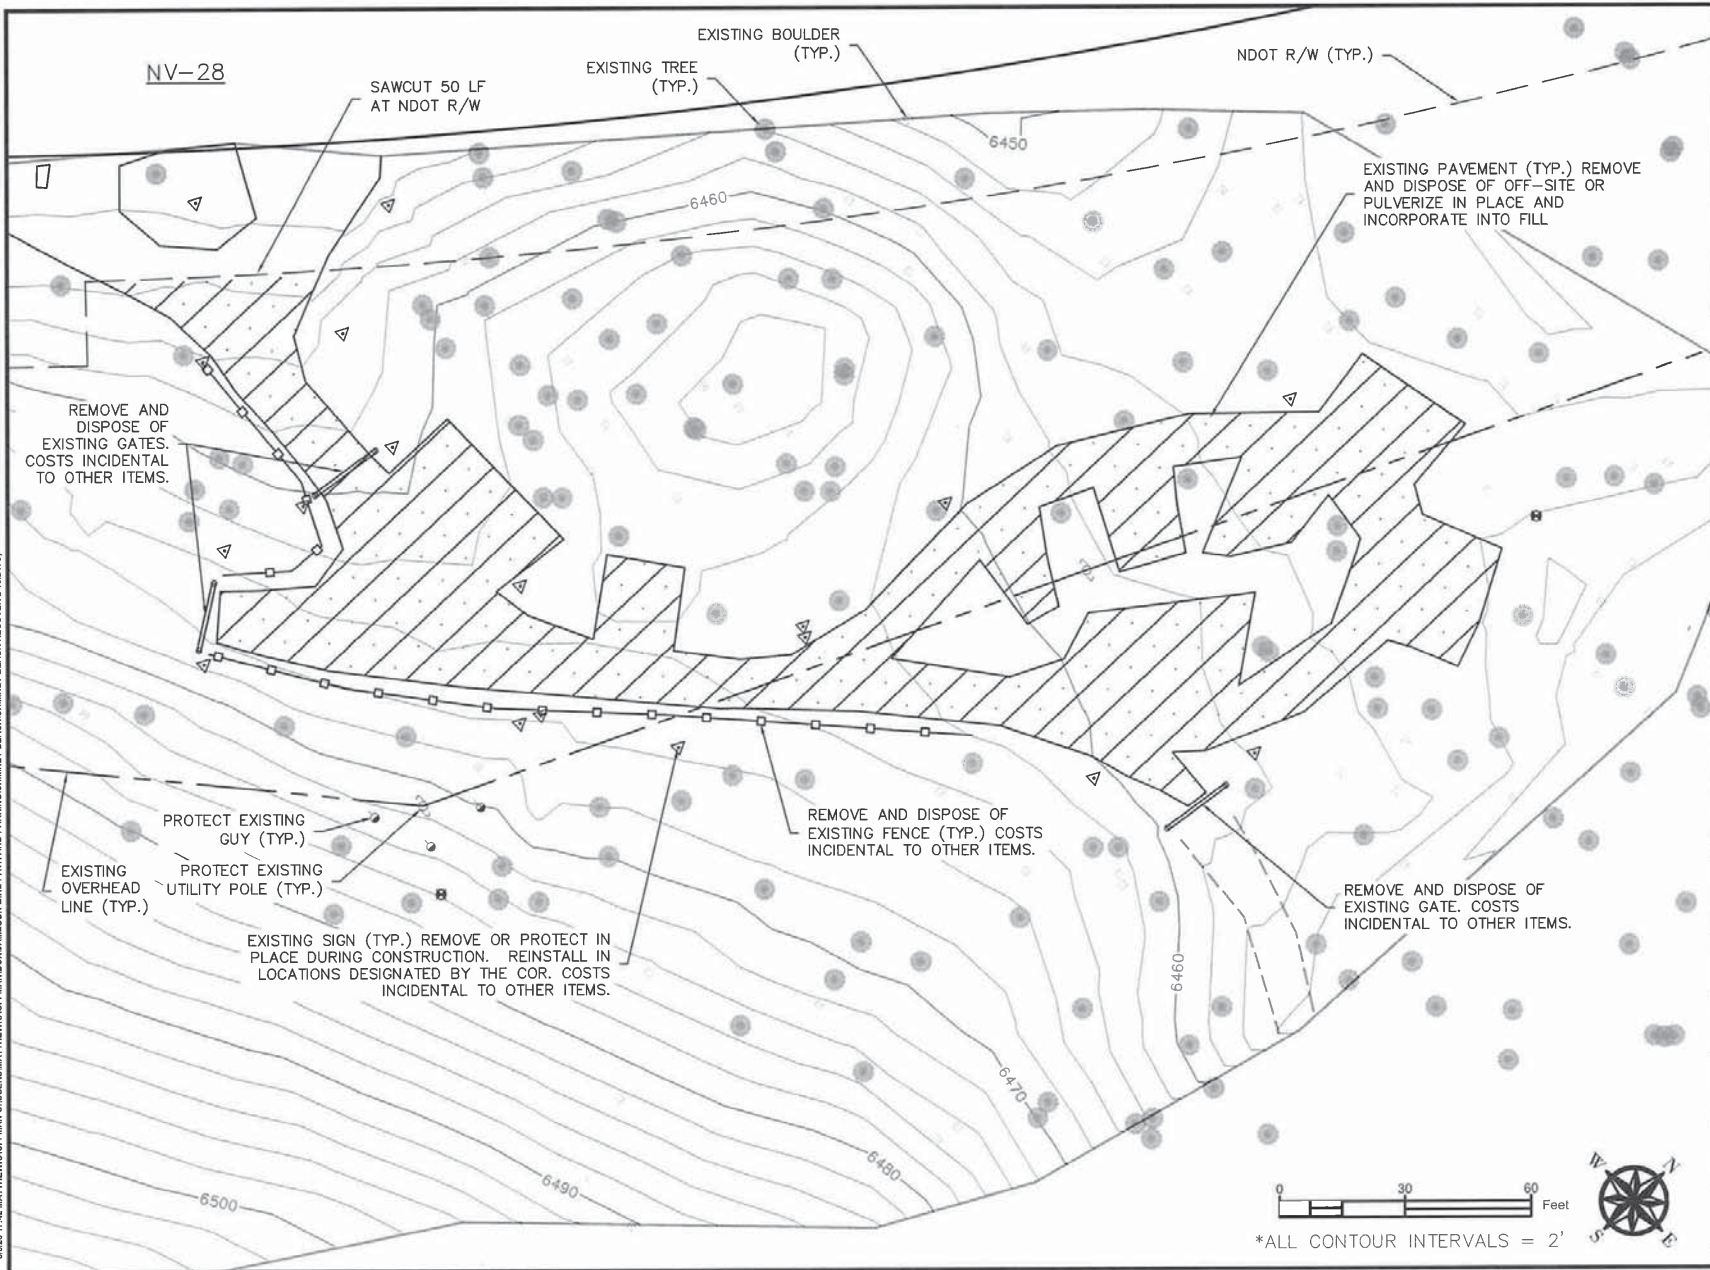 NV-28
SAWCUT 50 LF
AT NDOT R/W
EXISTING TREE
(TYP.)
EXISTING BOULDER
(TYP.)
NDOT R/W (TYP.)
6450
6460
EXISTING PAVEMENT (TYP.) REMOVE
AND DISPOSE OF OFF-SITE OR
PULVERIZE IN PLACE AND
INCORPORATE INTO FILL
REMOVE AND
DISPOSE OF
EXISTING GATES.
COSTS INCIDENTAL
TO OTHER ITEMS.
PROTECT EXISTING
GUY (TYP.)
EXISTING
OVERHEAD
LINE (TYP.)
PROTECT EXISTING
UTILITY POLE (TYP.)
REMOVE AND DISPOSE OF
EXISTING FENCE (TYP.) COSTS
INCIDENTAL TO OTHER ITEMS.
REMOVE AND DISPOSE OF
EXISTING GATE. COSTS
INCIDENTAL TO OTHER ITEMS.
EXISTING SIGN (TYP.) REMOVE OR PROTECT IN
PLACE DURING CONSTRUCTION. REINSTALL IN
LOCATIONS DESIGNATED BY THE COR. COSTS
INCIDENTAL TO OTHER ITEMS.
6460
6470
6480
6490
6500
0 30 60
Feet
*ALL CONTOUR INTERVALS = 2'
W N
S E